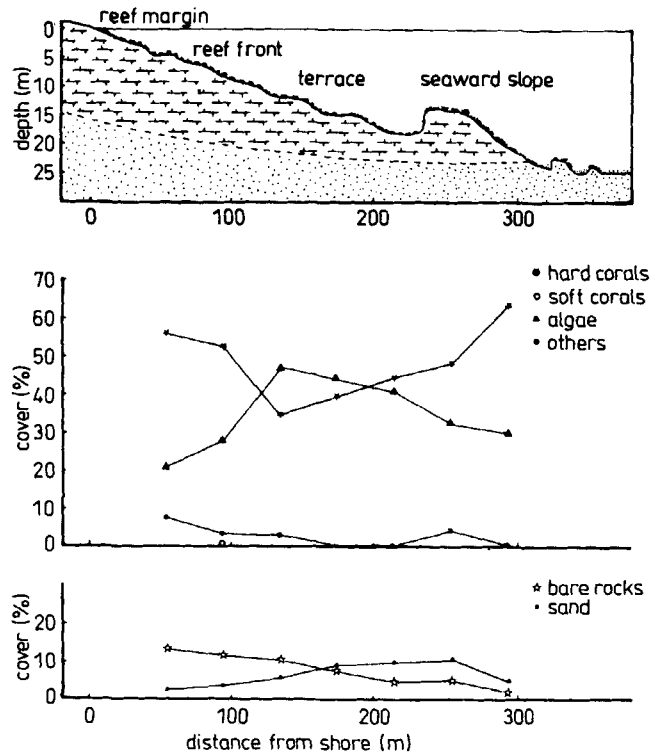 reef margin
reef front
terrace
seaward slope
depth (m)
0
5
10
15
20
25
0
100
200
300
cover (%)
70
60
50
40
30
20
10
0
hard corals
soft corals
algae
others
cover (%)
20
10
0
bare rocks
sand
0
100
200
300
distance from shore (m)